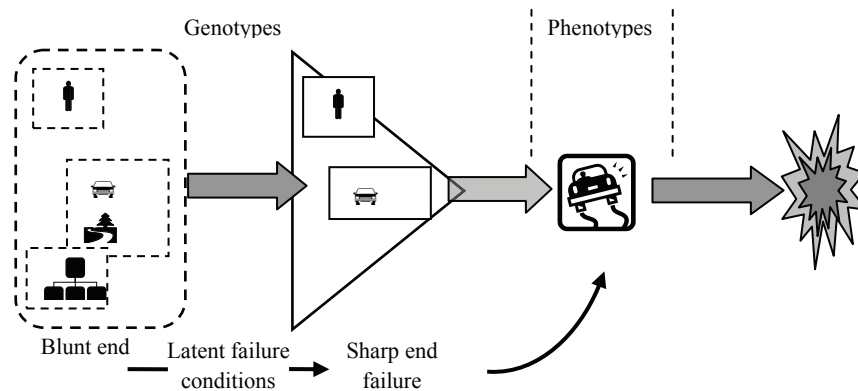 Genotypes
Phenotypes
Blunt end
Latent failure
conditions
Sharp end
failure